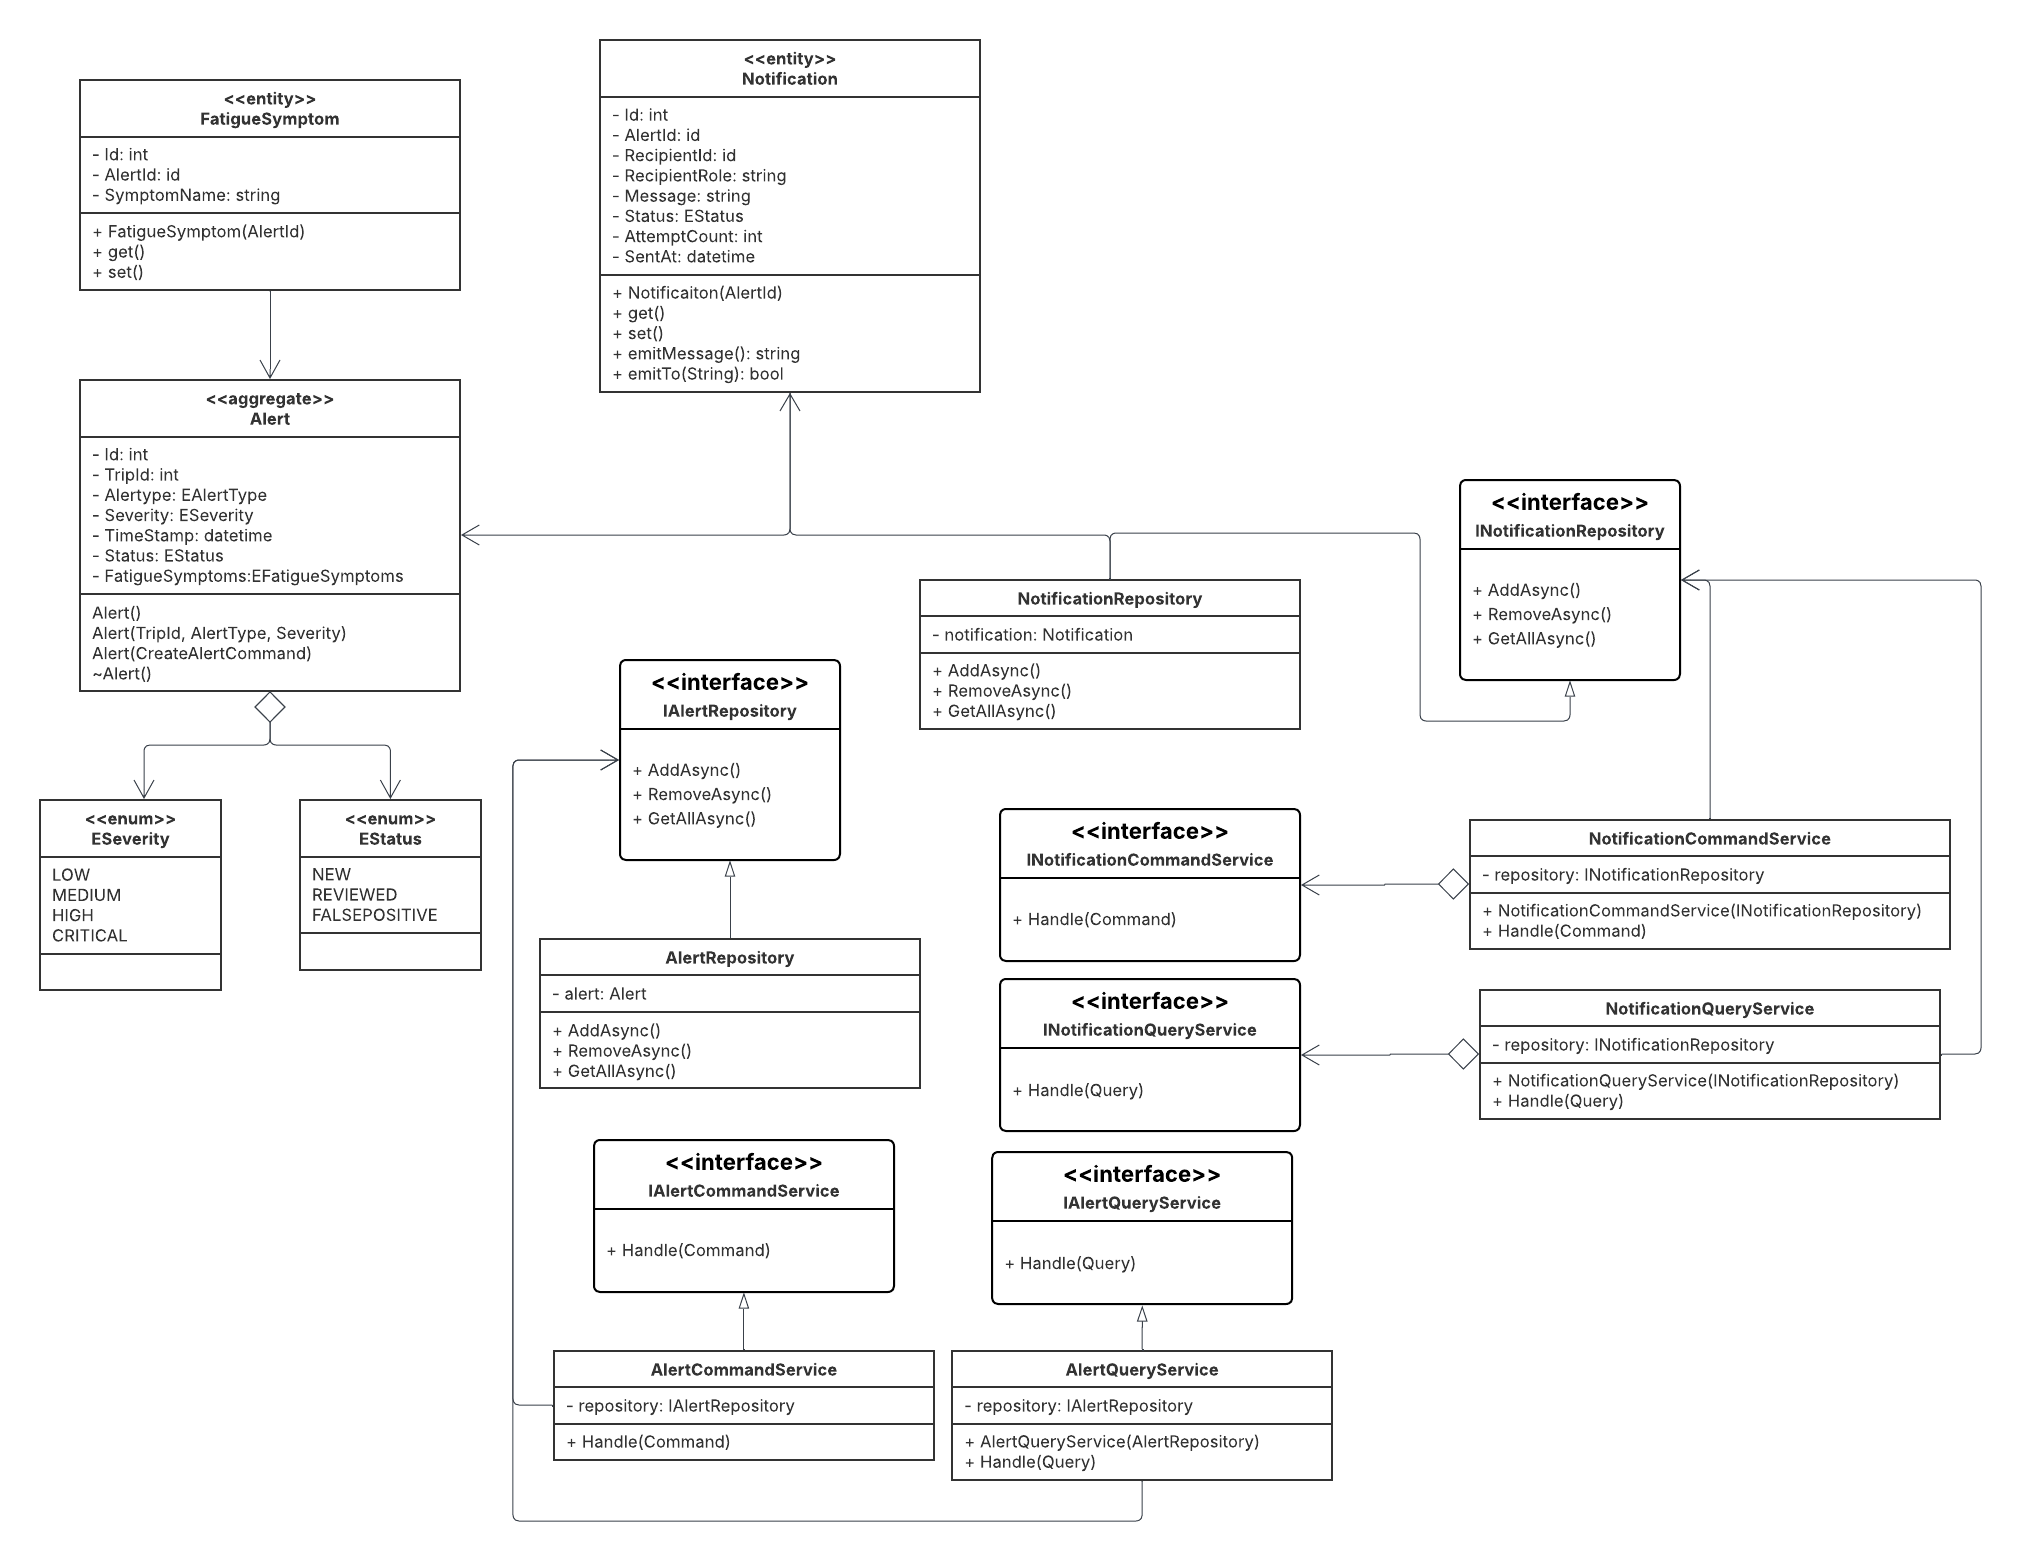 <<entity>>
FatigueSymptom
- Id: int
- AlertId: id
- SymptomName: string
+ FatigueSymptom(AlertId)
+ get()
+ set()
<<entity>>
Notification
- Id: int
- AlertId: id
- RecipientId: id
- RecipientRole: string
- Message: string
- Status: EStatus
- AttemptCount: int
- SentAt: datetime
+ Notificaiton(AlertId)
+ get()
+ set()
+ emitMessage(): string
+ emitTo(String): bool
<<aggregate>>
Alert
- Id: int
- TripId: int
- Alertype: EAlertType
- Severity: ESeverity
- TimeStamp: datetime
- Status: EStatus
- FatigueSymptoms:EFatigueSymptoms
Alert()
Alert(TripId, AlertType, Severity)
Alert(CreateAlertCommand)
~Alert()
<<enum>>
ESeverity
LOW
MEDIUM
HIGH
CRITICAL
<<enum>>
EStatus
NEW
REVIEWED
FALSEPOSITIVE
<<interface>>
INotificationRepository
+ AddAsync()
+ RemoveAsync()
+ GetAllAsync()
NotificationRepository
- notification: Notification
+ AddAsync()
+ RemoveAsync()
+ GetAllAsync()
<<interface>>
IAlertRepository
+ AddAsync()
+ RemoveAsync()
+ GetAllAsync()
AlertRepository
- alert: Alert
+ AddAsync()
+ RemoveAsync()
+ GetAllAsync()
<<interface>>
INotificationCommandService
+ Handle(Command)
NotificationCommandService
- repository: INotificationRepository
+ NotificationCommandService(INotificationRepository)
+ Handle(Command)
<<interface>>
INotificationQueryService
+ Handle(Query)
NotificationQueryService
- repository: INotificationRepository
+ NotificationQueryService(INotificationRepository)
+ Handle(Query)
<<interface>>
IAlertCommandService
+ Handle(Command)
<<interface>>
IAlertQueryService
+ Handle(Query)
AlertCommandService
- repository: IAlertRepository
+ Handle(Command)
AlertQueryService
- repository: IAlertRepository
+ AlertQueryService(AlertRepository)
+ Handle(Query)